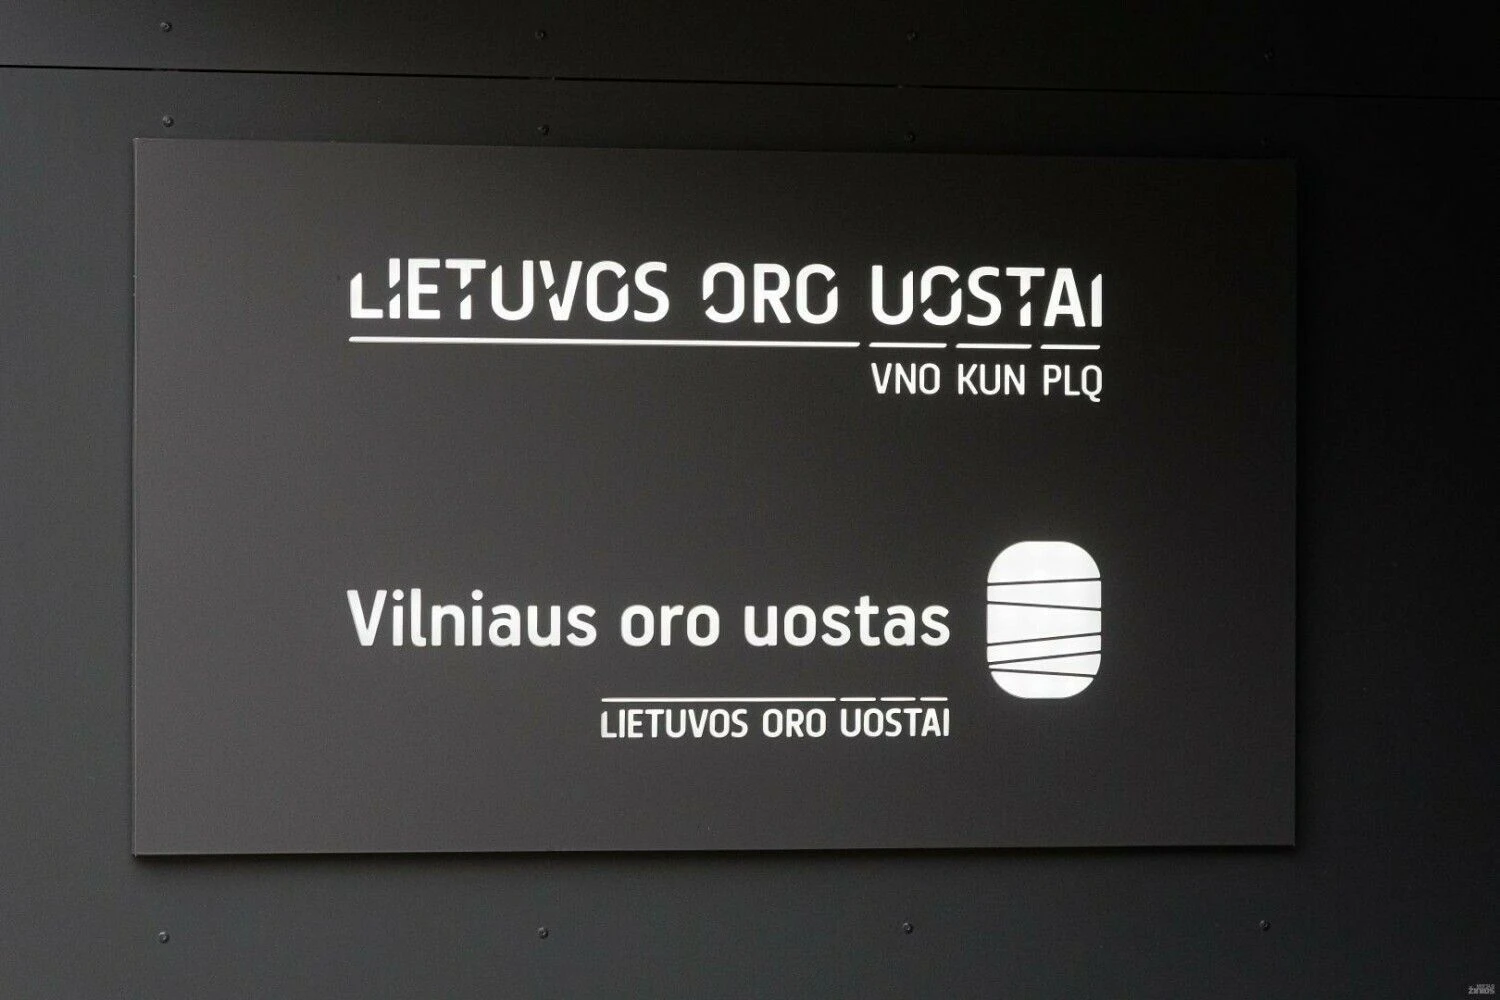 LIETUVOS ORO UOSTAI
VNO KUN PLQ
Vilniaus oro uostas
LIETUVOS ORO UOSTAI